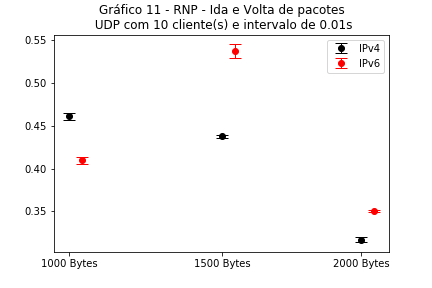 Gráfico 11 - RNP - Ida e Volta de pacotes
UDP com 10 cliente(s) e intervalo de 0.01s
IPv4
IPv6
0.55
0.50
0.45
0.40
0.35
1000 Bytes
1500 Bytes
2000 Bytes